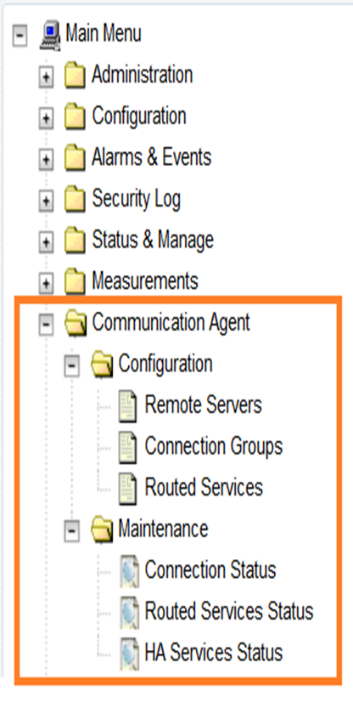 Main Menu
Administration
Configuration
Alarms & Events
Security Log
Status & Manage
Measurements
Communication Agent
Configuration
Remote Servers
Connection Groups
Routed Services
Maintenance
Connection Status
Routed Services Status
HA Services Status